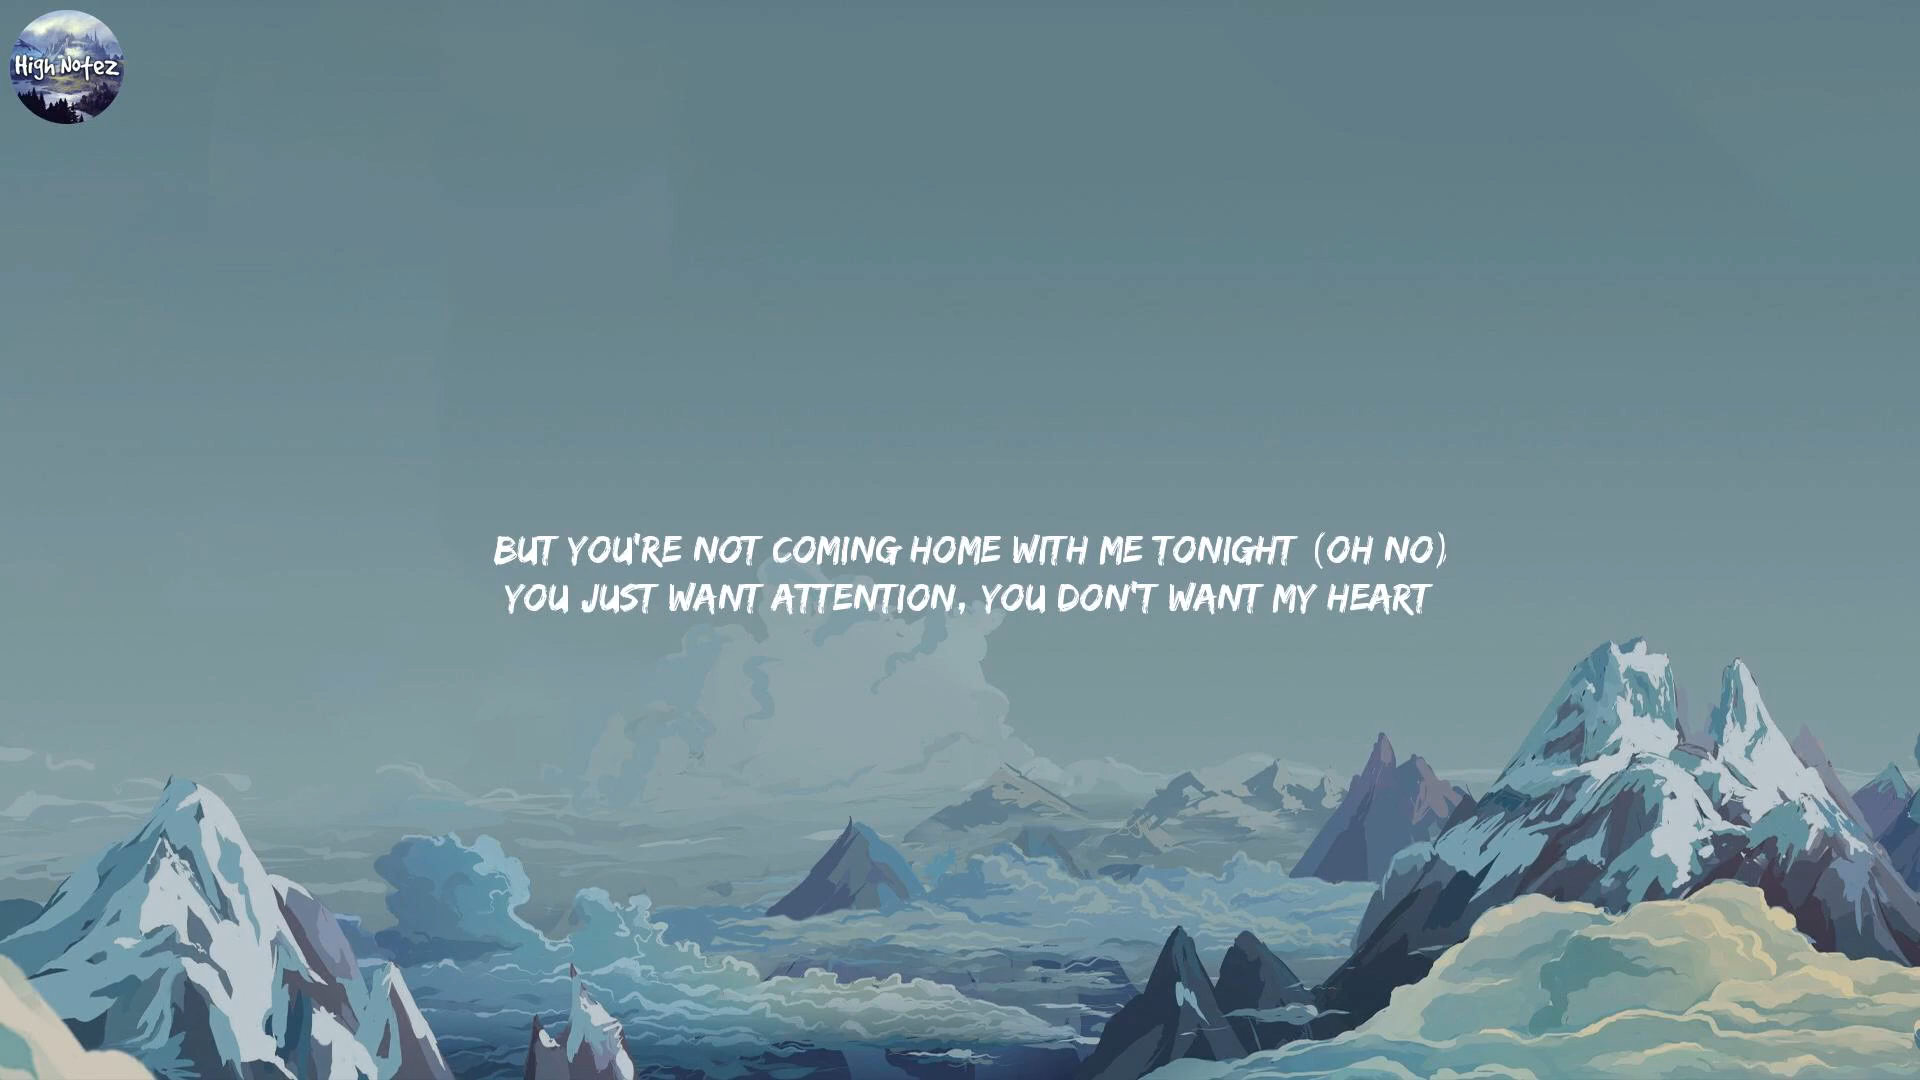 High Notez
BUT YOU'RE NOT COMING HOME WITH ME TONIGHT (OH NO)
YOU JUST WANT ATTENTION, YOU DON'T WANT MY HEART